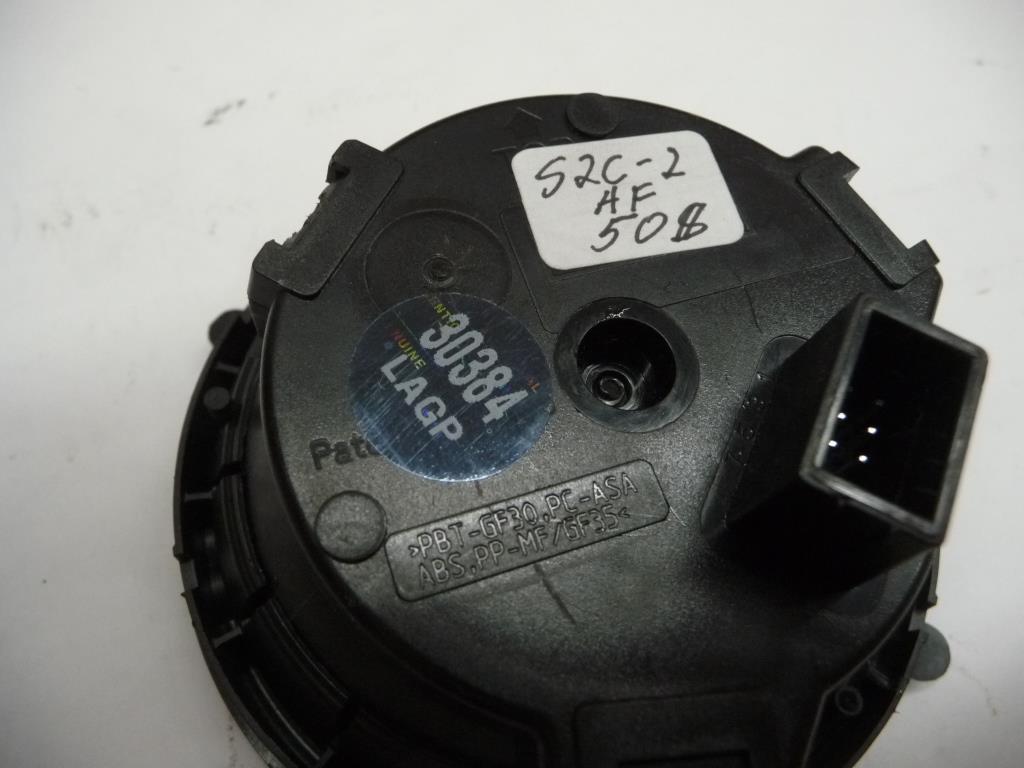 S2C-2
AF
50$
30384
LAGP
>PBT-GF30,PC-ASA
ABS,PP-MF/GF35<